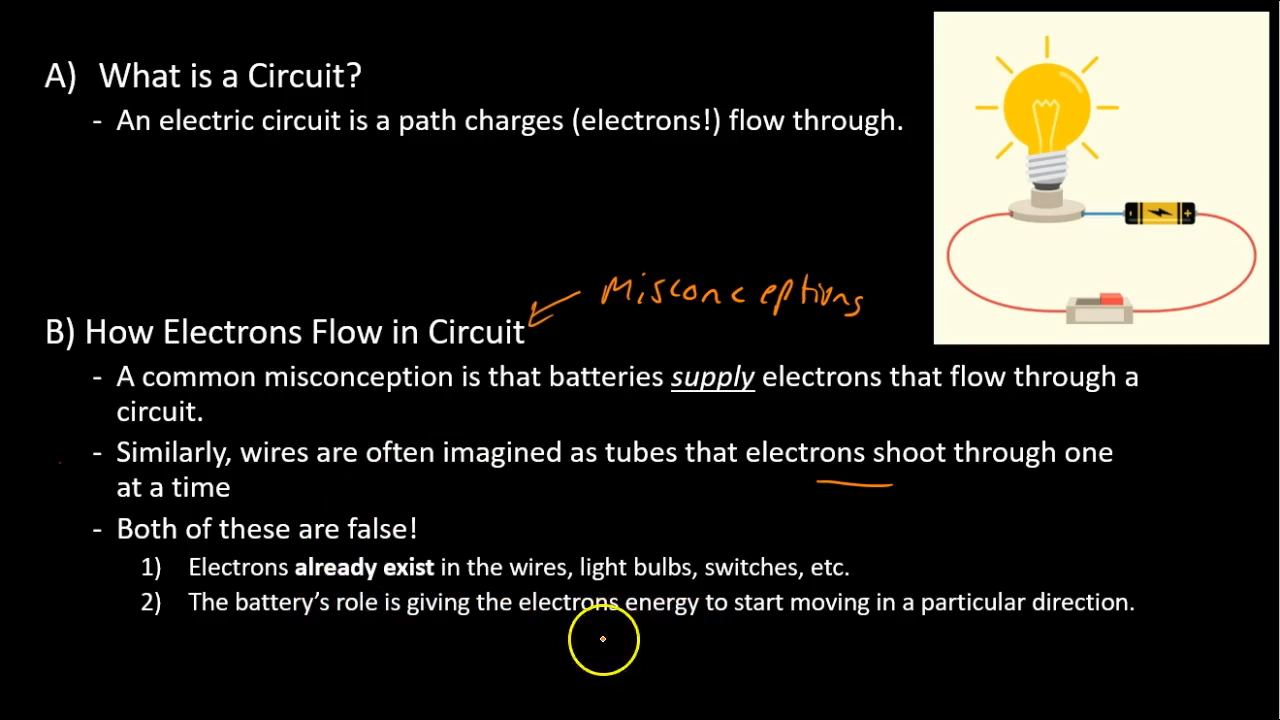 A) What is a Circuit?
- An electric circuit is a path charges (electrons!) flow through.
Misconceptions
B) How Electrons Flow in Circuit
- A common misconception is that batteries supply electrons that flow through a
circuit.
- Similarly, wires are often imagined as tubes that electrons shoot through one
at a time
- Both of these are false!
1) Electrons already exist in the wires, light bulbs, switches, etc.
2) The battery’s role is giving the electrons energy to start moving in a particular direction.
- +